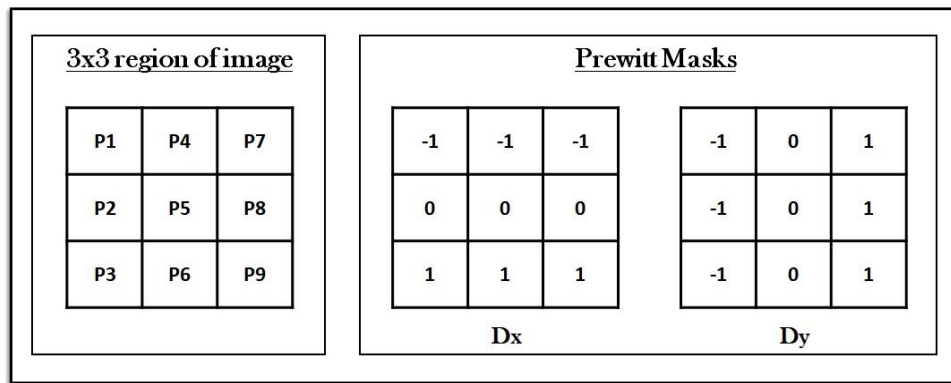 3x3 region of image
P1 P4 P7
P2 P5 P8
P3 P6 P9
Prewitt Masks
-1 -1 -1
0 0 0
1 1 1
Dx
-1 0 1
-1 0 1
-1 0 1
Dy